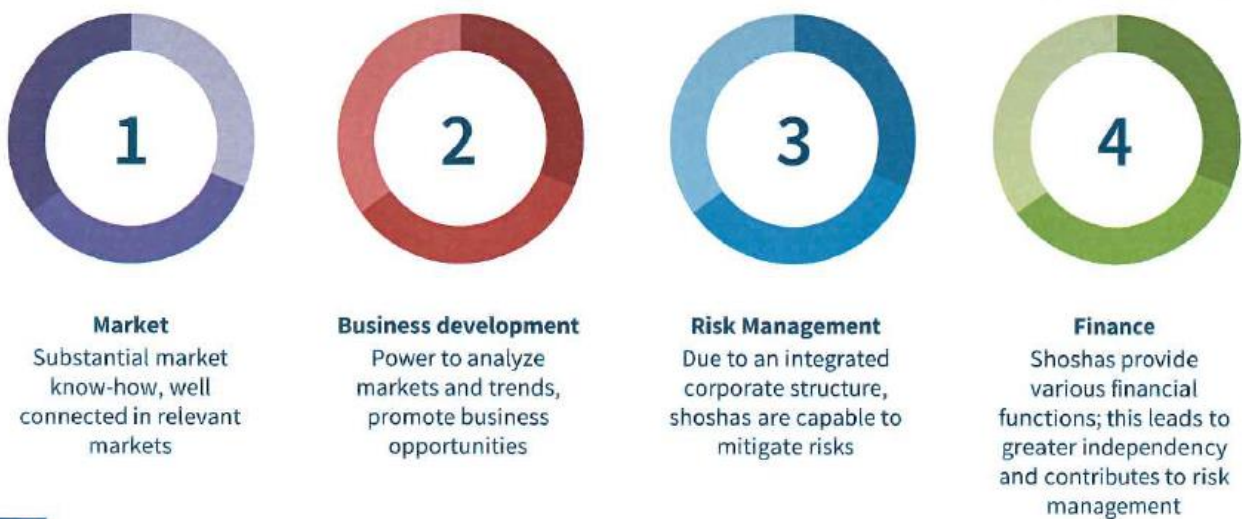 1
2
3
4
Market
Substantial market
know-how, well
connected in relevant
markets
Business development
Power to analyze
markets and trends,
promote business
opportunities
Risk Management
Due to an integrated
corporate structure,
shoshas are capable to
mitigate risks
Finance
Shoshas provide
various financial
functions; this leads to
greater independency
and contributes to risk
management